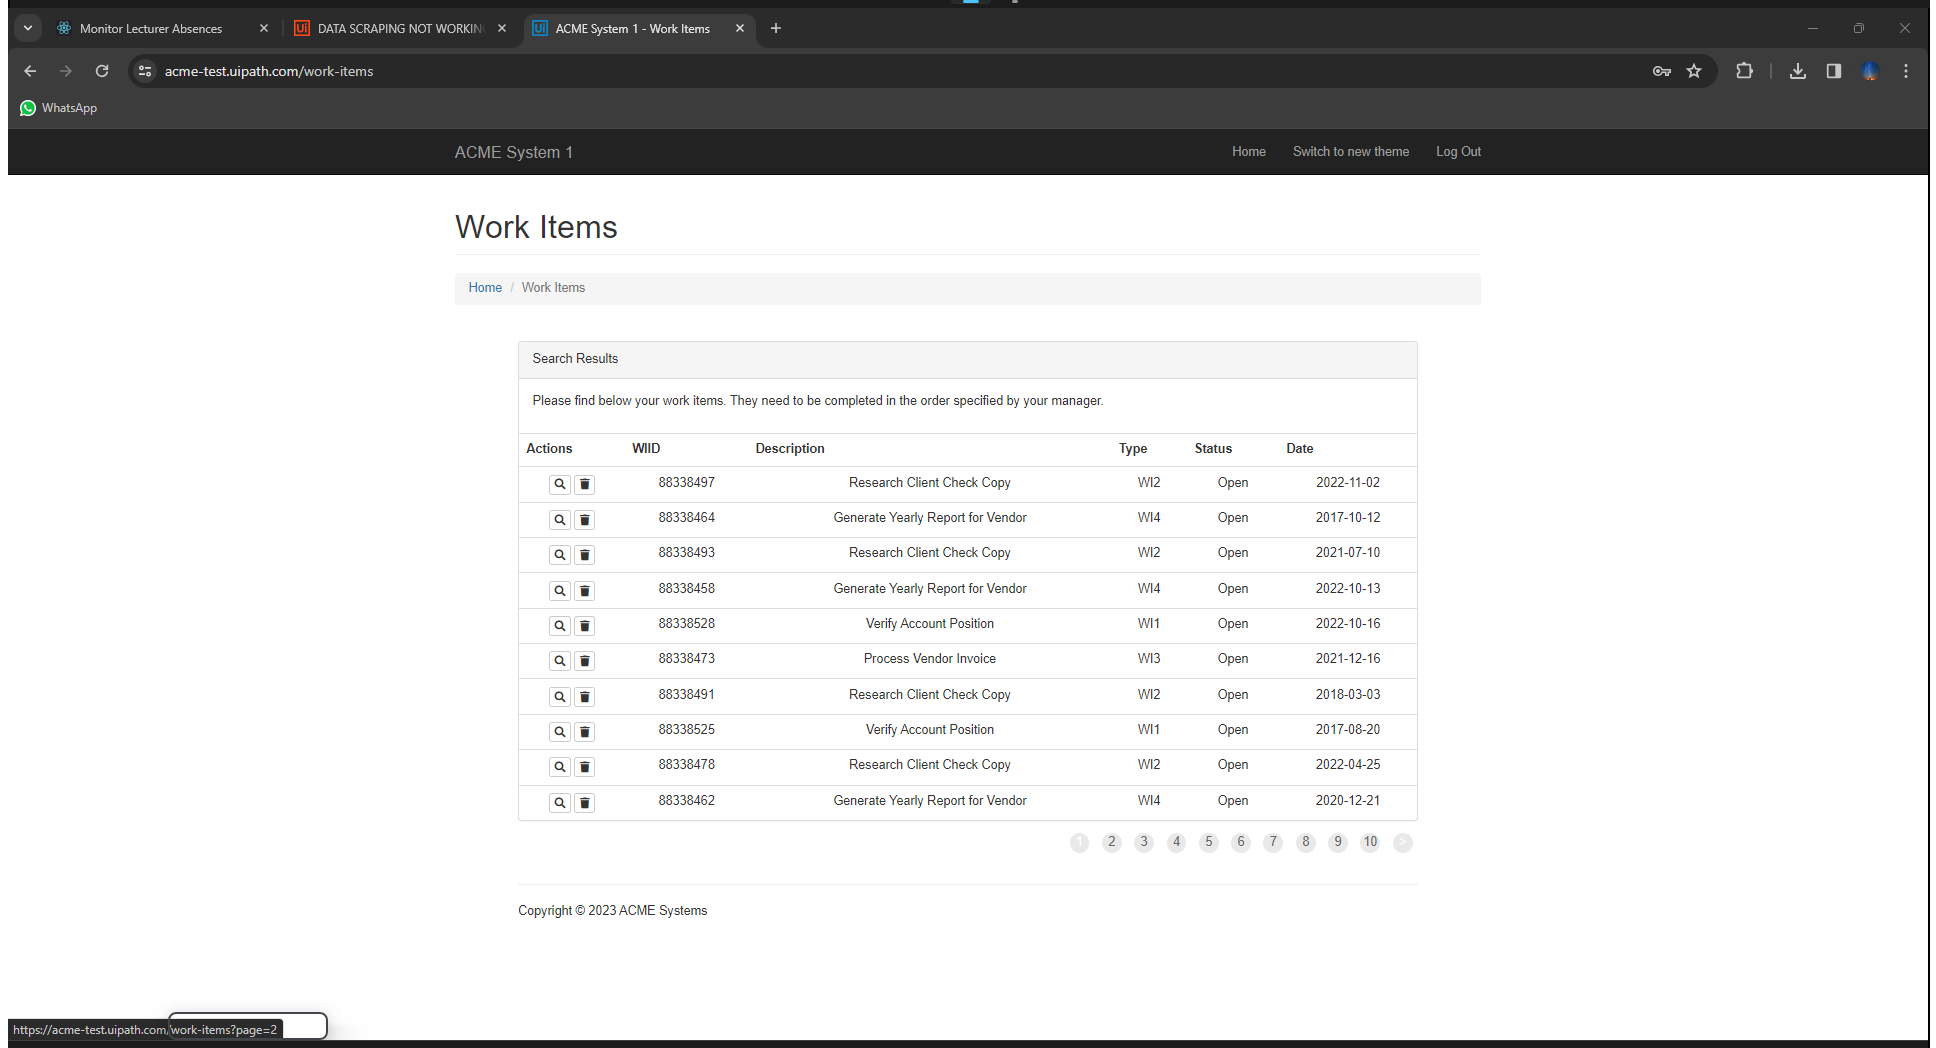 Monitor Lecturer Absences
DATA SCRAPING NOT WORKIN
ACME System 1 - Work Items
acme-test.uipath.com/work-items
WhatsApp
ACME System 1 Home Switch to new theme Log Out
Work Items
Home / Work Items
Search Results
Please find below your work items. They need to be completed in the order specified by your manager.
Actions WIID Description Type Status Date
88338497 Research Client Check Copy WI2 Open 2022-11-02
88338464 Generate Yearly Report for Vendor WI4 Open 2017-10-12
88338493 Research Client Check Copy WI2 Open 2021-07-10
88338458 Generate Yearly Report for Vendor WI4 Open 2022-10-13
88338528 Verify Account Position WI1 Open 2022-10-16
88338473 Process Vendor Invoice WI3 Open 2021-12-16
88338491 Research Client Check Copy WI2 Open 2018-03-03
88338525 Verify Account Position WI1 Open 2017-08-20
88338478 Research Client Check Copy WI2 Open 2022-04-25
88338462 Generate Yearly Report for Vendor WI4 Open 2020-12-21
1 2 3 4 5 6 7 8 9 10 >
Copyright © 2023 ACME Systems
https://acme-test.uipath.com/work-items?page=2